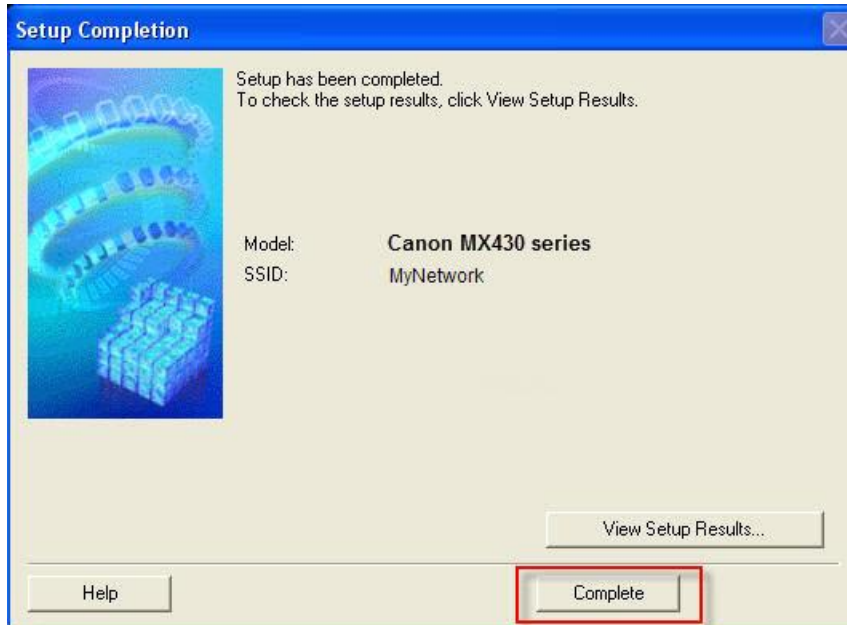 Setup Completion
Setup has been completed.
To check the setup results, click View Setup Results.
Model: Canon MX430 series
SSID: MyNetwork
View Setup Results...
Help
Complete